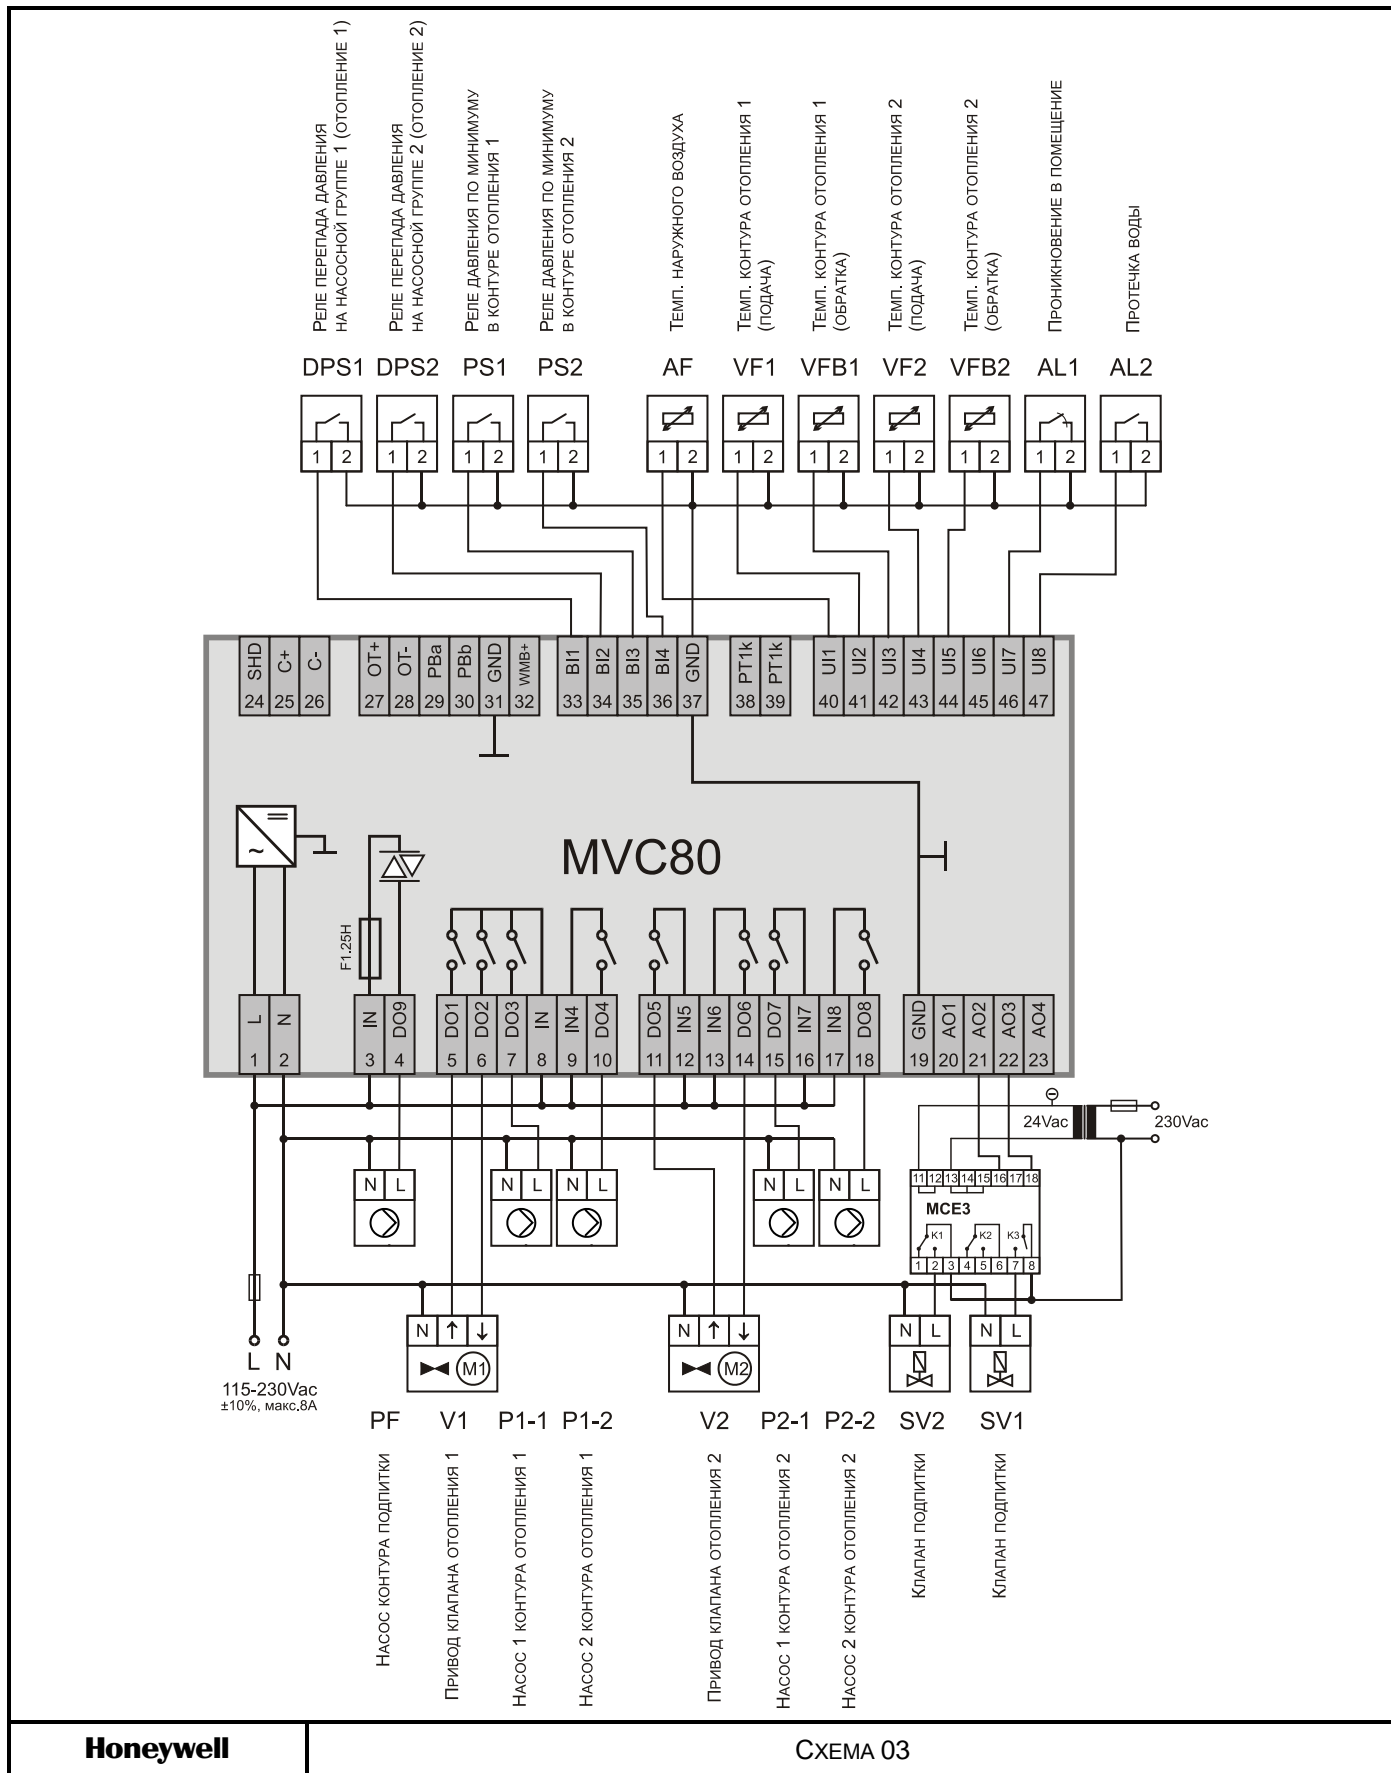 РЕЛЕ ПЕРЕПАДА ДАВЛЕНИЯ
НА НАСОСНОЙ ГРУППЕ 1 (ОТОПЛЕНИЕ 1)
РЕЛЕ ПЕРЕПАДА ДАВЛЕНИЯ
НА НАСОСНОЙ ГРУППЕ 2 (ОТОПЛЕНИЕ 2)
РЕЛЕ ДАВЛЕНИЯ ПО МИНИМУМУ
В КОНТУРЕ ОТОПЛЕНИЯ 1
РЕЛЕ ДАВЛЕНИЯ ПО МИНИМУМУ
В КОНТУРЕ ОТОПЛЕНИЯ 2
ТЕМП. НАРУЖНОГО ВОЗДУХА
ТЕМП. КОНТУРА ОТОПЛЕНИЯ 1
(ПОДАЧА)
ТЕМП. КОНТУРА ОТОПЛЕНИЯ 1
(ОБРАТКА)
ТЕМП. КОНТУРА ОТОПЛЕНИЯ 2
(ПОДАЧА)
ТЕМП. КОНТУРА ОТОПЛЕНИЯ 2
(ОБРАТКА)
ПРОНИКНОВЕНИЕ В ПОМЕЩЕНИЕ
ПРОТЕЧКА ВОДЫ
DPS1 DPS2 PS1 PS2 AF VF1 VFB1 VF2 VFB2 AL1 AL2
1 2 1 2 1 2 1 2 1 2 1 2 1 2 1 2 1 2 1 2 1 2
SHD C+ C- OT+ OT- PBa PBb GND WMB+ BI1 BI2 BI3 BI4 GND PT1k PT1k UI1 UI2 UI3 UI4 UI5 UI6 UI7 UI8
24 25 26 27 28 29 30 31 32 33 34 35 36 37 38 39 40 41 42 43 44 45 46 47
MVC80
F1.25H
L N IN DO9 DO1 DO2 DO3 IN IN4 DO4 DO5 IN5 IN6 DO6 DO7 IN7 IN8 DO8 GND AO1 AO2 AO3 AO4
1 2 3 4 5 6 7 8 9 10 11 12 13 14 15 16 17 18 19 20 21 22 23
24Vac 230Vac
N L N L N L N L N L
11 12 13 14 15 16 17 18
MCE3
K1 K2 K3
1 2 3 4 5 6 7 8
N ↑ ↓ N ↑ ↓ N L N L
M1 M2
L N
115-230Vac
±10%, макс.8А
PF V1 P1-1 P1-2 V2 P2-1 P2-2 SV2 SV1
НАСОС КОНТУРА ПОДПИТКИ
ПРИВОД КЛАПАНА ОТОПЛЕНИЯ 1
НАСОС 1 КОНТУРА ОТОПЛЕНИЯ 1
НАСОС 2 КОНТУРА ОТОПЛЕНИЯ 1
ПРИВОД КЛАПАНА ОТОПЛЕНИЯ 2
НАСОС 1 КОНТУРА ОТОПЛЕНИЯ 2
НАСОС 2 КОНТУРА ОТОПЛЕНИЯ 2
КЛАПАН ПОДПИТКИ
КЛАПАН ПОДПИТКИ
Honeywell
СХЕМА 03